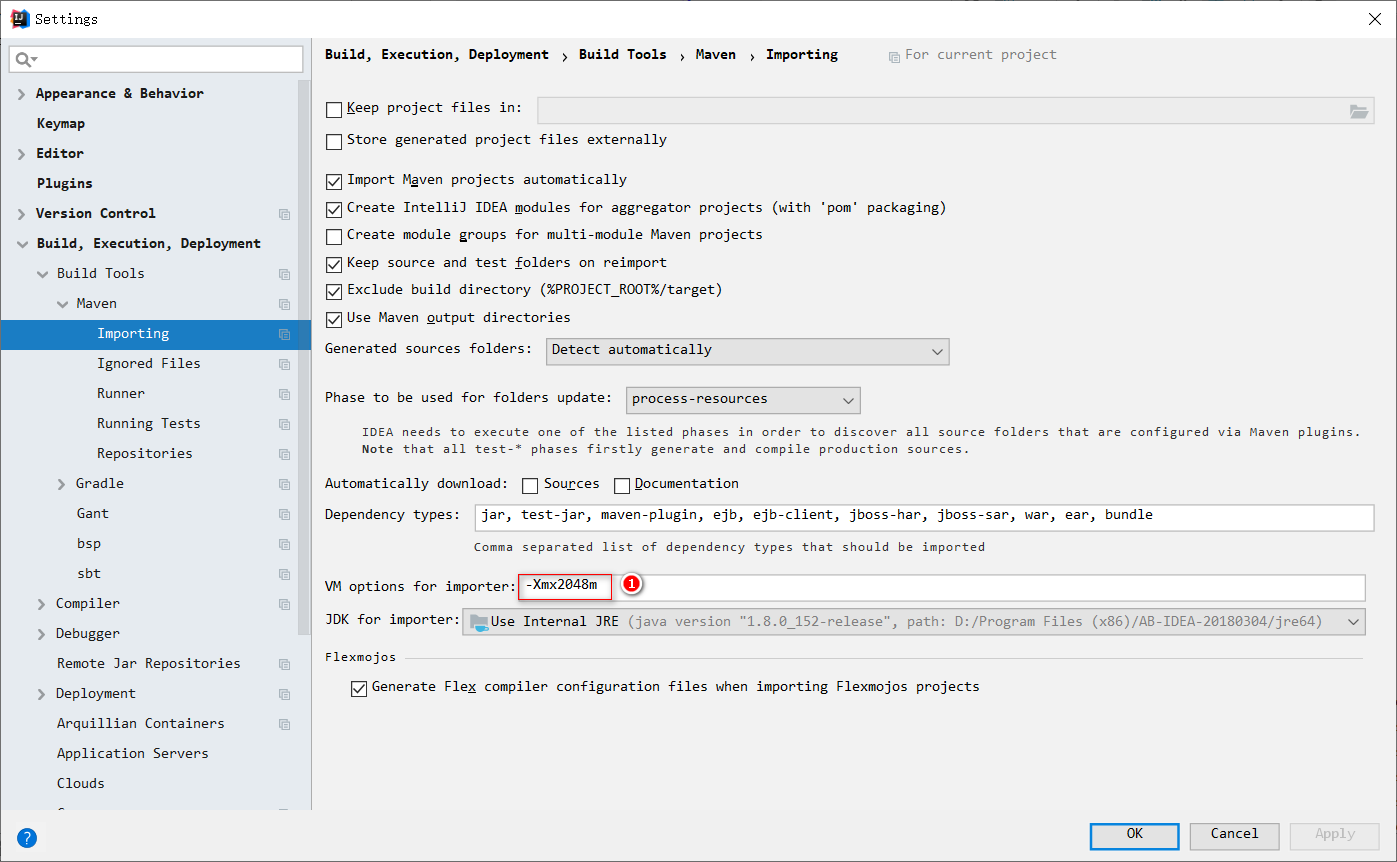 Settings
Appearance & Behavior
Keymap
Editor
Plugins
Version Control
Build, Execution, Deployment
Build Tools
Maven
Importing
Ignored Files
Runner
Running Tests
Repositories
Gradle
Gant
bsp
sbt
Compiler
Debugger
Remote Jar Repositories
Deployment
Arquillian Containers
Application Servers
Clouds
?
Build, Execution, Deployment › Build Tools › Maven › Importing For current project
Keep project files in:
Store generated project files externally
Import Maven projects automatically
Create IntelliJ IDEA modules for aggregator projects (with 'pom' packaging)
Create module groups for multi-module Maven projects
Keep source and test folders on reimport
Exclude build directory (%PROJECT_ROOT%/target)
Use Maven output directories
Generated sources folders: Detect automatically
Phase to be used for folders update: process-resources
IDEA needs to execute one of the listed phases in order to discover all source folders that are configured via Maven plugins.
Note that all test-* phases firstly generate and compile production sources.
Automatically download: Sources Documentation
Dependency types: jar, test-jar, maven-plugin, ejb, ejb-client, jboss-har, jboss-sar, war, ear, bundle
Comma separated list of dependency types that should be imported
VM options for importer: -Xmx2048m 1
JDK for importer: Use Internal JRE (java version "1.8.0_152-release", path: D:/Program Files (x86)/AB-IDEA-20180304/jre64)
Flexmojos
Generate Flex compiler configuration files when importing Flexmojos projects
OK Cancel Apply